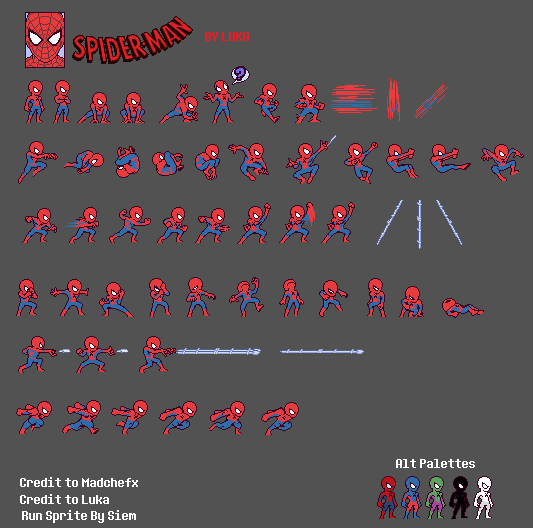 SPIDER-MAN
BY LUKA
?
Alt Palettes
Credit to Madchefx
Credit to Luka
Run Sprite By Siem